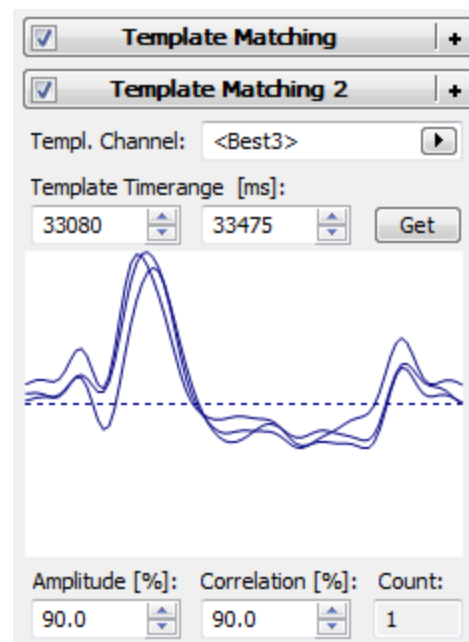 Template Matching +
Template Matching 2 +
Templ. Channel: <Best3>
Template Timerange [ms]:
33080 33475 Get
Amplitude [%]: Correlation [%]: Count:
90.0 90.0 1